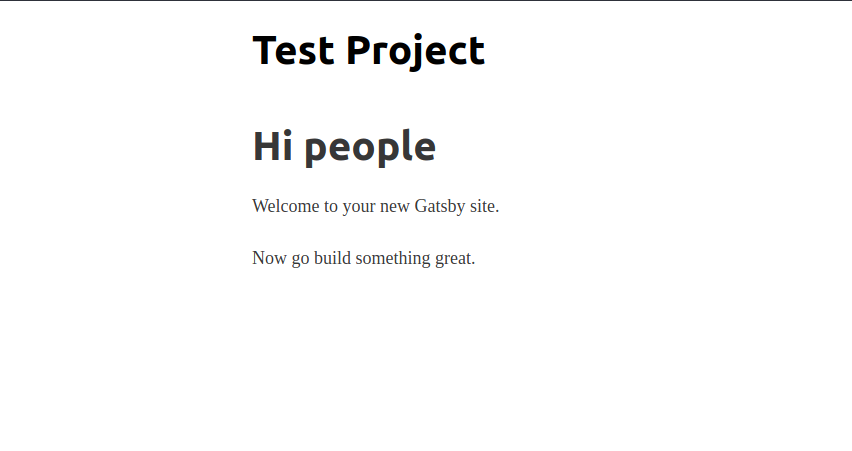 Test Project
Hi people
Welcome to your new Gatsby site.
Now go build something great.